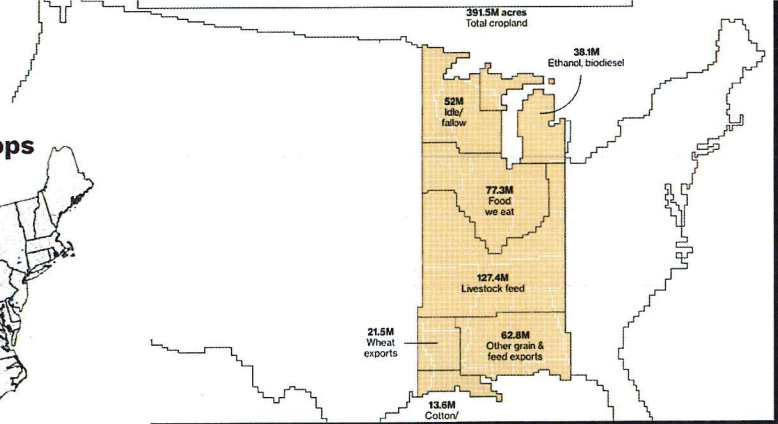 391.5M acres
Total cropland
38.1M
Ethanol, biodiesel
52M
Idle/
fallow
ops
77.3M
Food
we eat
127.4M
Livestock feed
21.5M
Wheat
exports
62.8M
Other grain &
feed exports
13.6M
Cotton/